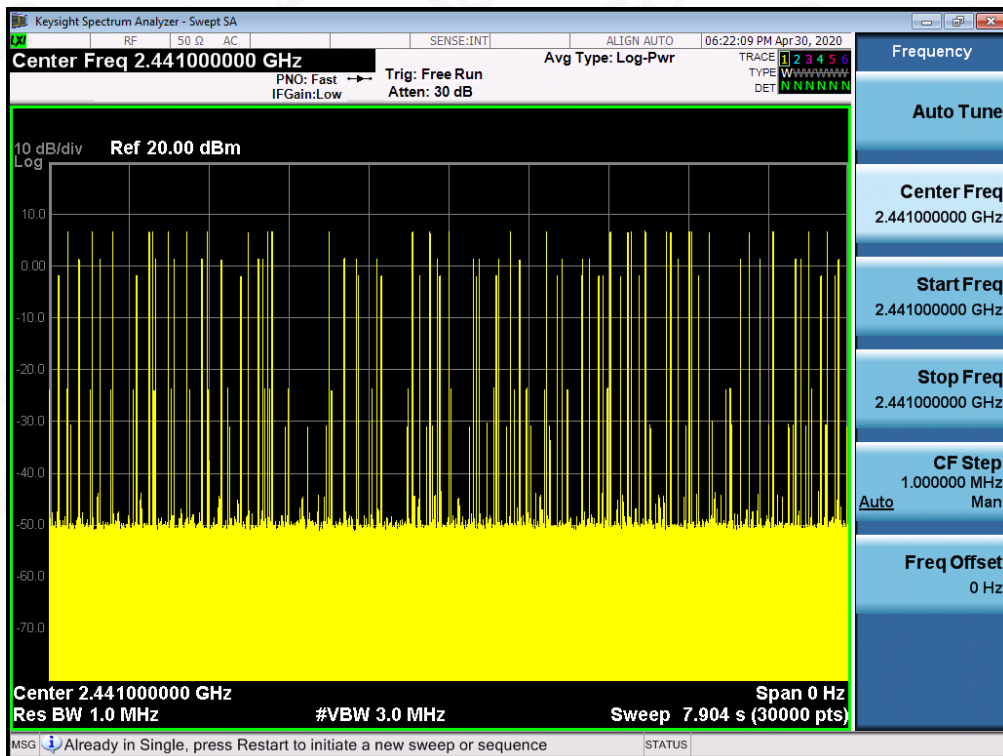 Keysight Spectrum Analyzer - Swept SA
LXI RF 50 Ω AC SENSE:INT ALIGN AUTO 06:22:09 PM Apr 30, 2020
Center Freq 2.441000000 GHz
PNO: Fast
IFGain:Low
Trig: Free Run
Atten: 30 dB
Avg Type: Log-Pwr
TRACE 1 2 3 4 5 6
TYPE WWWWWW
DET N N N N N N
10 dB/div Ref 20.00 dBm
Log
10.0
0.00
-10.0
-20.0
-30.0
-40.0
-50.0
-60.0
-70.0
Center 2.441000000 GHz Span 0 Hz
Res BW 1.0 MHz #VBW 3.0 MHz Sweep 7.904 s (30000 pts)
MSG Already in Single, press Restart to initiate a new sweep or sequence STATUS
Frequency
Auto Tune
Center Freq
2.441000000 GHz
Start Freq
2.441000000 GHz
Stop Freq
2.441000000 GHz
CF Step
1.000000 MHz
Auto Man
Freq Offset
0 Hz